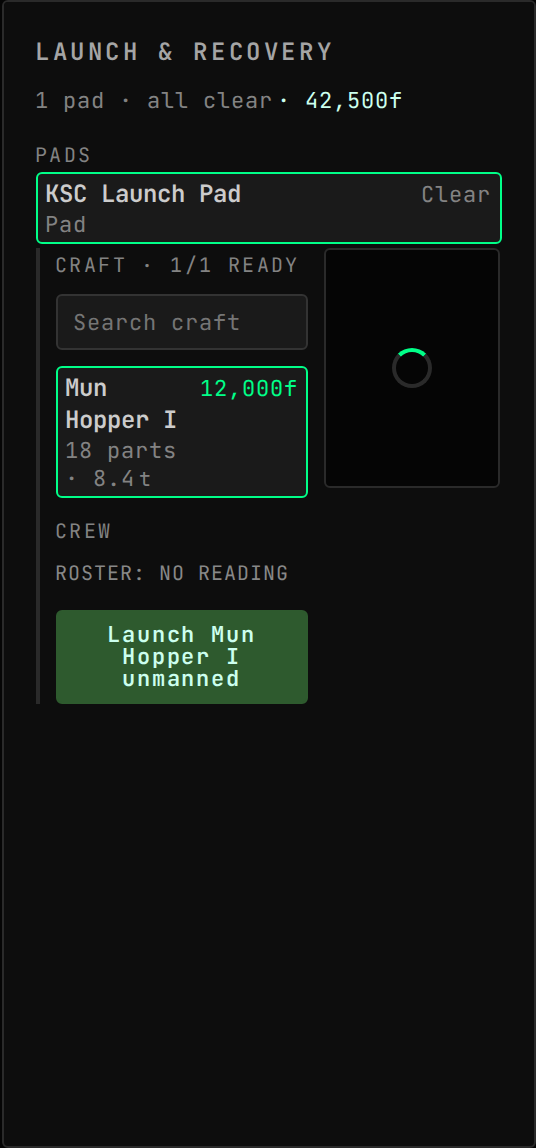 LAUNCH & RECOVERY
1 pad · all clear · 42,500f
PADS
KSC Launch Pad Clear
Pad
CRAFT · 1/1 READY
Search craft
Mun 12,000f
Hopper I
18 parts
· 8.4t
CREW
ROSTER: NO READING
Launch Mun
Hopper I
unmanned